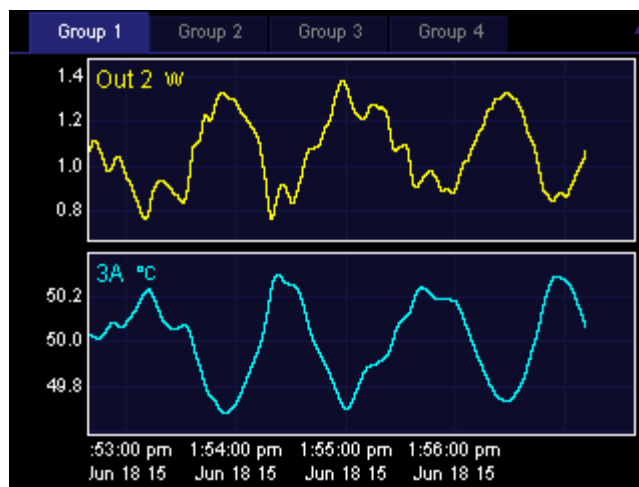 Group 1 Group 2 Group 3 Group 4
Out 2 W
1.4
1.2
1.0
0.8
3A °C
50.2
50.0
49.8
:53:00 pm 1:54:00 pm 1:55:00 pm 1:56:00 pm
Jun 18 15 Jun 18 15 Jun 18 15 Jun 18 15